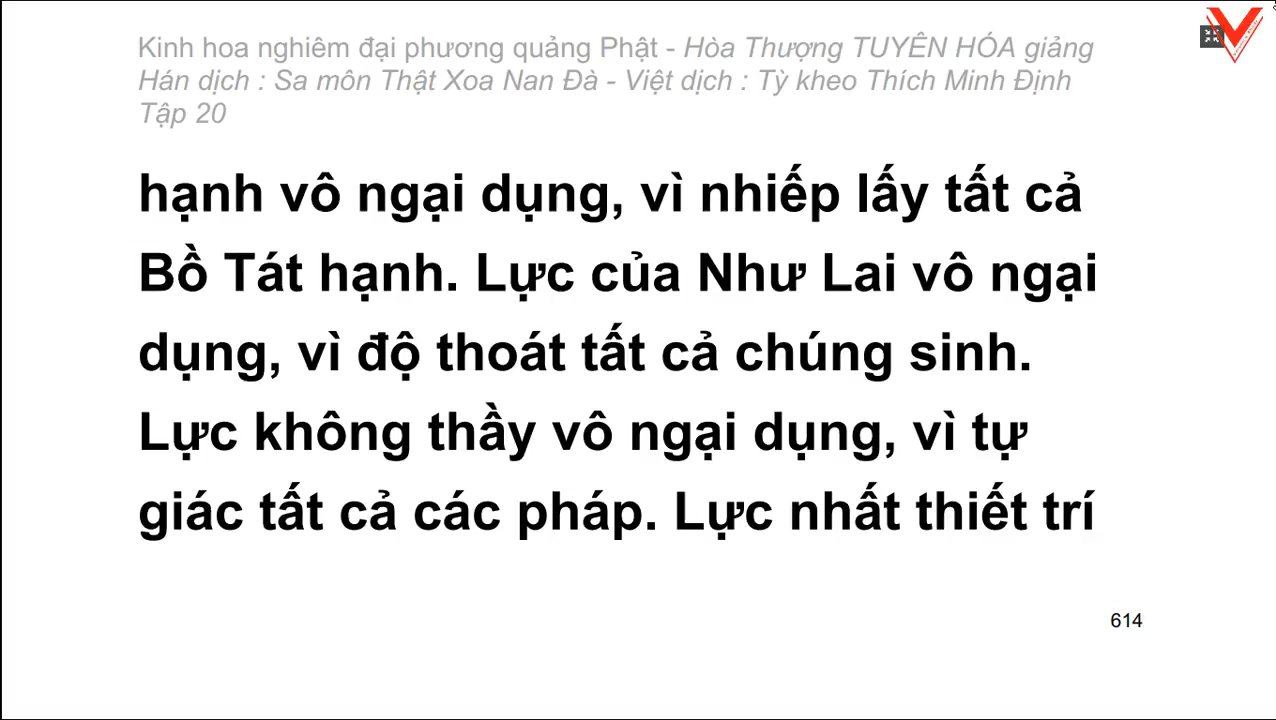 Kinh hoa nghiêm đại phương quảng Phật - Hòa Thượng TUYÊN HÓA giảng
Hán dịch : Sa môn Thật Xoa Nan Đà - Việt dịch : Tỳ kheo Thích Minh Định
Tập 20
hạnh vô ngại dụng, vì nhiếp lấy tất cả
Bồ Tát hạnh. Lực của Như Lai vô ngại
dụng, vì độ thoát tất cả chúng sinh.
Lực không thầy vô ngại dụng, vì tự
giác tất cả các pháp. Lực nhất thiết trí
614